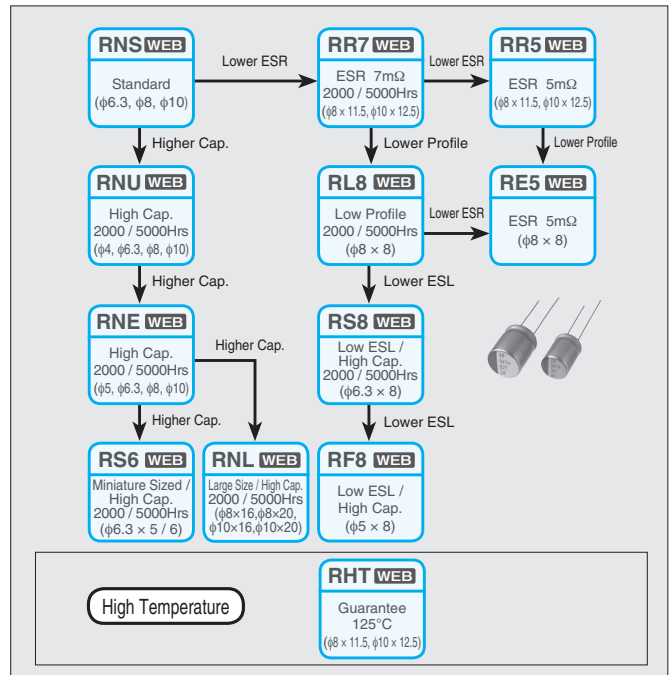 RNS WEB
Standard
(φ6.3, φ8, φ10)
Lower ESR
RR7 WEB
ESR 7mΩ
2000 / 5000Hrs
(φ8 × 11.5, φ10 × 12.5)
Lower ESR
RR5 WEB
ESR 5mΩ
(φ8 × 11.5, φ10 × 12.5)
Higher Cap.
Lower Profile
Lower Profile
RNU WEB
High Cap.
2000 / 5000Hrs
(φ4, φ6.3, φ8, φ10)
RL8 WEB
Low Profile
2000 / 5000Hrs
(φ8 × 8)
Lower ESR
RE5 WEB
ESR 5mΩ
(φ8 × 8)
Higher Cap.
Lower ESL
RNE WEB
High Cap.
2000 / 5000Hrs
(φ5, φ6.3, φ8, φ10)
Higher Cap.
RS8 WEB
Low ESL /
High Cap.
2000 / 5000Hrs
(φ6.3 × 8)
Higher Cap.
Lower ESL
RS6 WEB
Miniature Sized /
High Cap.
2000 / 5000Hrs
(φ6.3 × 5 / 6)
RNL WEB
Large Size / High Cap.
2000 / 5000Hrs
(φ8×16,φ8×20,
φ10×16,φ10×20)
RF8 WEB
Low ESL /
High Cap.
(φ5 × 8)
High Temperature
RHT WEB
Guarantee
125°C
(φ8 × 11.5, φ10 × 12.5)